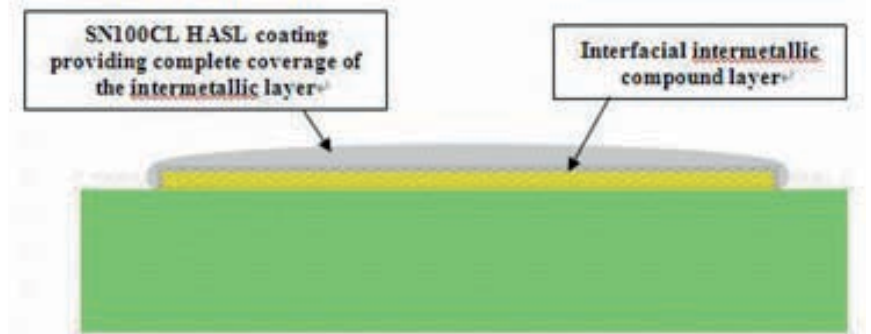 SN100CL HASL coating
providing complete coverage of
the intermetallic layer↵
Interfacial intermetallic
compound layer↵